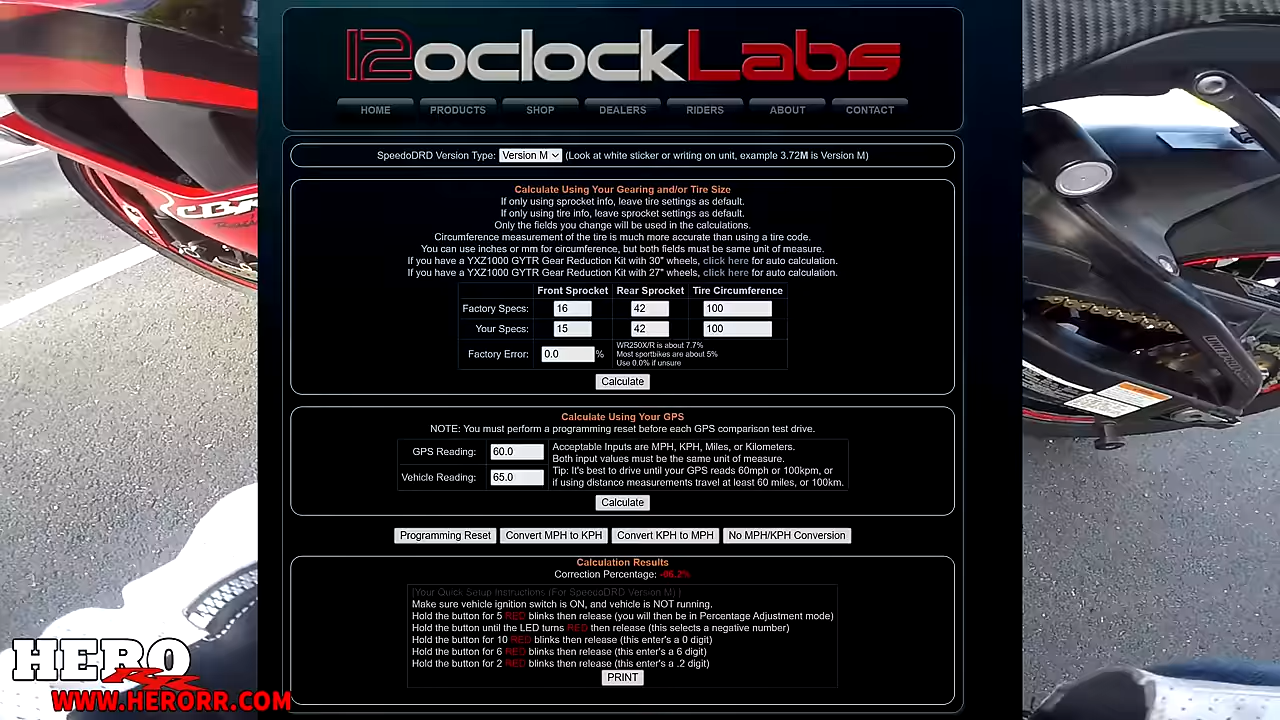 12oclockLabs
HOME PRODUCTS SHOP DEALERS RIDERS ABOUT CONTACT
SpeedoDRD Version Type: Version M (Look at white sticker or writing on unit, example 3.72M is Version M)
Calculate Using Your Gearing and/or Tire Size
If only using sprocket info, leave tire settings as default.
If only using tire info, leave sprocket settings as default.
Only the fields you change will be used in the calculations.
Circumference measurement of the tire is much more accurate than using a tire code.
You can use inches or mm for circumference, but both fields must be same unit of measure.
If you have a YXZ1000 GYTR Gear Reduction Kit with 30" wheels, click here for auto calculation.
If you have a YXZ1000 GYTR Gear Reduction Kit with 27" wheels, click here for auto calculation.
Front Sprocket Rear Sprocket Tire Circumference
Factory Specs: 16 42 100
Your Specs: 15 42 100
Factory Error: 0.0 %
WR250X/R is about 7.7%
Most sportbikes are about 5%
Use 0.0% if unsure
Calculate
Calculate Using Your GPS
NOTE: You must perform a programming reset before each GPS comparison test drive.
GPS Reading: 60.0
Vehicle Reading: 65.0
Acceptable Inputs are MPH, KPH, Miles, or Kilometers.
Both input values must be the same unit of measure.
Tip: It's best to drive until your GPS reads 60mph or 100kpm, or
if using distance measurements travel at least 60 miles, or 100km.
Calculate
Programming Reset Convert MPH to KPH Convert KPH to MPH No MPH/KPH Conversion
Calculation Results
Correction Percentage: -06.2%
[Your Quick Setup Instructions (For SpeedoDRD Version M) ]
Make sure vehicle ignition switch is ON, and vehicle is NOT running.
Hold the button for 5 RED blinks then release (you will then be in Percentage Adjustment mode)
Hold the button until the LED turns RED then release (this selects a negative number)
Hold the button for 10 RED blinks then release (this enter's a 0 digit)
Hold the button for 6 RED blinks then release (this enter's a 6 digit)
Hold the button for 2 RED blinks then release (this enter's a .2 digit)
PRINT
CBR
HERO
RR
WWW.HERORR.COM